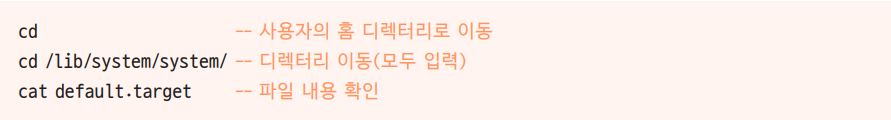 cd -- 사용자의 홈 디렉터리로 이동
cd /lib/system/system/ -- 디렉터리 이동(모두 입력)
cat default.target -- 파일 내용 확인